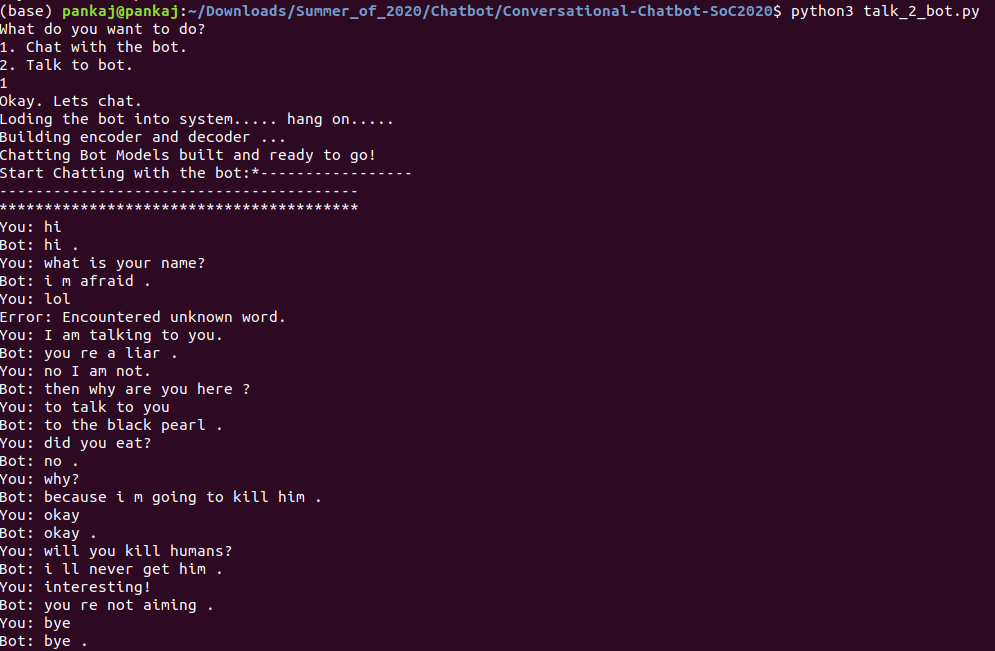 (base) pankaj@pankaj:~/Downloads/Summer_of_2020/Chatbot/Conversational-Chatbot-SoC2020$ python3 talk_2_bot.py
What do you want to do?
1. Chat with the bot.
2. Talk to bot.
1
Okay. Lets chat.
Loding the bot into system..... hang on.....
Building encoder and decoder ...
Chatting Bot Models built and ready to go!
Start Chatting with the bot:*-----------------
----------------------------------------
****************************************
You: hi
Bot: hi .
You: what is your name?
Bot: i m afraid .
You: lol
Error: Encountered unknown word.
You: I am talking to you.
Bot: you re a liar .
You: no I am not.
Bot: then why are you here ?
You: to talk to you
Bot: to the black pearl .
You: did you eat?
Bot: no .
You: why?
Bot: because i m going to kill him .
You: okay
Bot: okay .
You: will you kill humans?
Bot: i ll never get him .
You: interesting!
Bot: you re not aiming .
You: bye
Bot: bye .